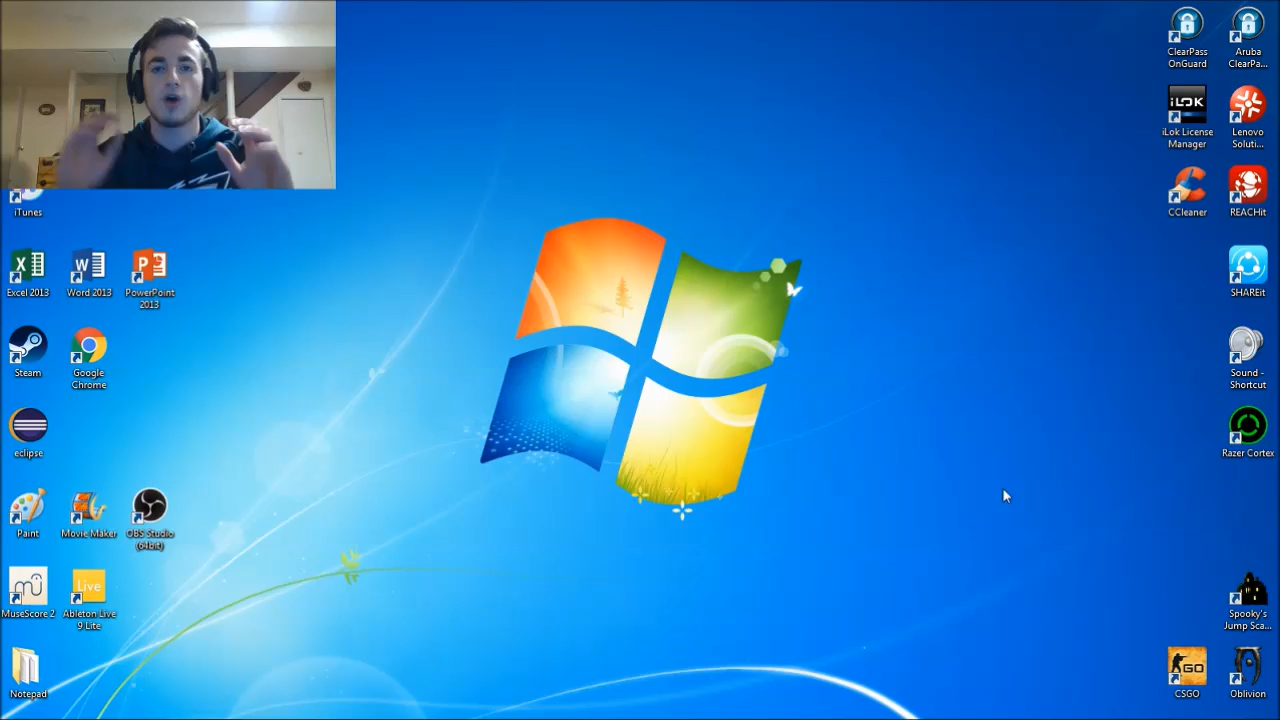 iTunes
Excel 2013
Word 2013
PowerPoint
2013
Steam
Google
Chrome
eclipse
Paint
Movie Maker
OBS Studio
(64bit)
MuseScore 2
Live
Ableton Live
9 Lite
Notepad
ClearPass
OnGuard
Aruba
ClearPa...
iLOK
iLok License
Manager
Lenovo
Soluti...
CCleaner
REACHit
SHAREit
Sound -
Shortcut
Razer Cortex
Spooky's
Jump Sca...
GO
CSGO
Oblivion